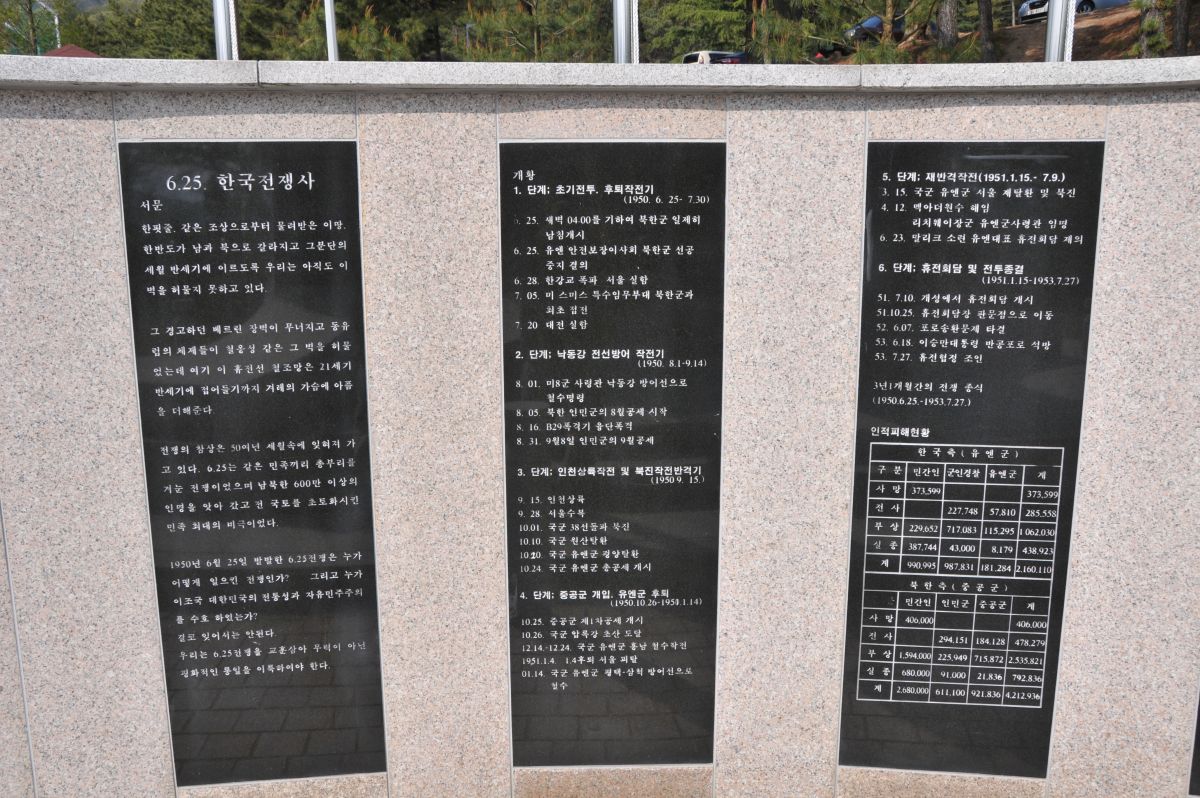 6.25. 한국전쟁사
서문
한핏줄, 같은 조상으로부터 물려받은 이땅,
한반도가 남과 북으로 갈라지고 그분단의
세월 반세기에 이르도록 우리는 아직도 이
벽을 허물지 못하고 있다.
그 견고하던 베르린 장벽이 무너지고 동유
럽의 체제들이 철옹성 같은 그 벽을 허물
었는데 여기 이 휴전선 철조망은 21세기
반세기에 접어들기까지 겨레의 가슴에 아픔
을 더해준다
전쟁의 참상은 50여년 세월속에 잊혀져 가
고 있다. 6.25는 같은 민족끼리 총부리를
겨눈 전쟁이었으며 남북한 600만 이상의
인명을 앗아 갔고 전 국토를 초토화시킨
민족 최대의 비극이었다.
1950년 6월 25일 발발한 6.25전쟁은 누가
어떻게 일으킨 전쟁인가? 그리고 누가
이조국 대한민국의 전통성과 자유민주주의
를 수호 하였는가?
결코 잊어서는 안된다.
우리는 6.25전쟁을 교훈삼아 무력이 아닌
평화적인 통일을 이룩하여야 한다.
개황
1. 단계; 초기전투, 후퇴작전기
(1950. 6. 25- 7.30)
6. 25. 새벽 04:00를 기하여 북한군 일제히
남침개시
6. 25. 유엔 안전보장이사회 북한군 선공
중지 결의
6. 28. 한강교 폭파 서울 실함
7. 05. 미 스미스 특수임무부대 북한군과
최초 접전
7. 20 대전 실함
2. 단계; 낙동강 전선방어 작전기
(1950. 8.1-9.14)
8. 01. 미8군 사령관 낙동강 방어선으로
철수명령
8. 05. 북한 인민군의 8월공세 시작
8. 16. B29폭격기 융단폭격
8. 31. 9월8일 인민군의 9월공세
3. 단계; 인천상륙작전 및 북진작전반격기
(1950 9. 15.)
9. 15. 인천상륙
9. 28. 서울수복
10.01. 국군 38선돌파 북진
10.10. 국군 원산탈환
10.20. 국군 유엔군 평양탈환
10.24. 국군 유엔군 총공세 개시
4. 단계; 중공군 개입, 유엔군 후퇴
(1950.10.26-1951.1.14)
10.25. 중공군 제1차공세 개시
10.26. 국군 압록강 초산 도달
12.14.-12.24. 국군 유엔군 흥남 철수작전
1951.1.4. 1.4후퇴 서울 피탈
01.14. 국군 유엔군 평택-삼척 방어선으로
철수
5. 단계; 재반격작전(1951.1.15.- 7.9.)
3. 15. 국군 유엔군 서울 재탈환 및 북진
4. 12. 맥아더원수 해임
리치웨이장군 유엔군사령관 임명
6. 23. 말리크 소련 유엔대표 휴전회담 제의
6. 단계; 휴전회담 및 전투종결
(1951.1.15-1953.7.27)
51. 7.10. 개성에서 휴전회담 개시
51.10.25. 휴전회담장 판문점으로 이동
52. 6.07. 포로송환문제 타결
53. 6.18. 이승만대통령 반공포로 석방
53. 7.27. 휴전협정 조인
3년1개월간의 전쟁 종식
(1950.6.25.-1953.7.27.)
인적피해현황
한국측(유엔군)
구분 민간인 군인경찰 유엔군 계
사망 373,599 373,599
전사 227,748 57,810 285,558
부상 229,652 717,083 115,295 1,062,030
실종 387,744 43,000 8,179 438,923
계 990,995 987,831 181,284 2,160,110
북한측(중공군)
민간인 인민군 중공군 계
사망 406,000 406,000
전사 294,151 184,128 478,279
부상 1,594,000 225,949 715,872 2,535,821
실종 680,000 91,000 21,836 792,836
계 2,680,000 611,100 921,836 4,212,936